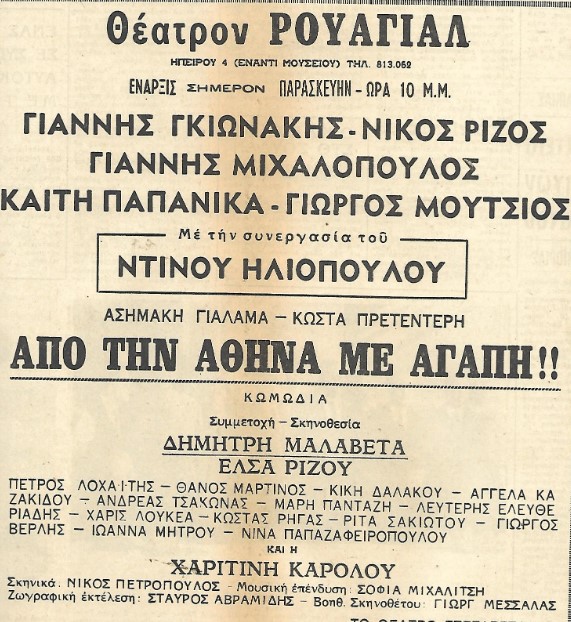 Θέατρον ΡΟΥΑΓΙΑΛ
ΗΠΕΙΡΟΥ 4 (ΕΝΑΝΤΙ ΜΟΥΣΕΙΟΥ) ΤΗΛ. 813.062
ΕΝΑΡΞΙΣ ΣΗΜΕΡΟΝ ΠΑΡΑΣΚΕΥΗΝ - ΩΡΑ 10 Μ.Μ.
ΓΙΑΝΝΗΣ ΓΚΙΩΝΑΚΗΣ - ΝΙΚΟΣ ΡΙΖΟΣ
ΓΙΑΝΝΗΣ ΜΙΧΑΛΟΠΟΥΛΟΣ
ΚΑΙΤΗ ΠΑΠΑΝΙΚΑ - ΓΙΩΡΓΟΣ ΜΟΥΤΣΙΟΣ
Μέ τήν συνεργασία τοῦ
ΝΤΙΝΟΥ ΗΛΙΟΠΟΥΛΟΥ
ΑΣΗΜΑΚΗ ΓΙΑΛΑΜΑ – ΚΩΣΤΑ ΠΡΕΤΕΝΤΕΡΗ
ΑΠΟ ΤΗΝ ΑΘΗΝΑ ΜΕ ΑΓΑΠΗ!!
ΚΩΜΩΔΙΑ
Συμμετοχή – Σκηνοθεσία
ΔΗΜΗΤΡΗ ΜΑΛΑΒΕΤΑ
ΕΛΣΑ ΡΙΖΟΥ
ΠΕΤΡΟΣ ΛΟΧΑ·Ι·ΤΗΣ – ΘΑΝΟΣ ΜΑΡΤΙΝΟΣ – ΚΙΚΗ ΔΑΛΑΚΟΥ – ΑΓΓΕΛΑ ΚΑ
ΖΑΚΙΔΟΥ – ΑΝΔΡΕΑΣ ΤΣΑΚΩΝΑΣ – ΜΑΡΗ ΠΑΝΤΑΖΗ – ΛΕΥΤΕΡΗΣ ΕΛΕΥΘΕ
ΡΙΑΔΗΣ – ΧΑΡΙΣ ΛΟΥΚΕΑ – ΚΩΣΤΑΣ ΡΗΓΑΣ – ΡΙΤΑ ΣΑΚΙΩΤΟΥ – ΓΙΩΡΓΟΣ
ΒΕΡΛΗΣ – ΙΩΑΝΝΑ ΜΗΤΡΟΥ – ΝΙΝΑ ΠΑΠΑΖΑΦΕΙΡΟΠΟΥΛΟΥ
ΚΑΙ Η
ΧΑΡΙΤΙΝΗ ΚΑΡΟΛΟΥ
Σκηνικά: ΝΙΚΟΣ ΠΕΤΡΟΠΟΥΛΟΣ - Μουσική ἐπένδυση: ΣΟΦΙΑ ΜΙΧΑΛΙΤΣΗ
Ζωγραφική ἐκτέλεση: ΣΤΑΥΡΟΣ ΑΒΡΑΜΙΔΗΣ - Βοηθ. Σκηνοθέτου: ΓΙΩΡΓ ΜΕΣΣΑΛΑΣ